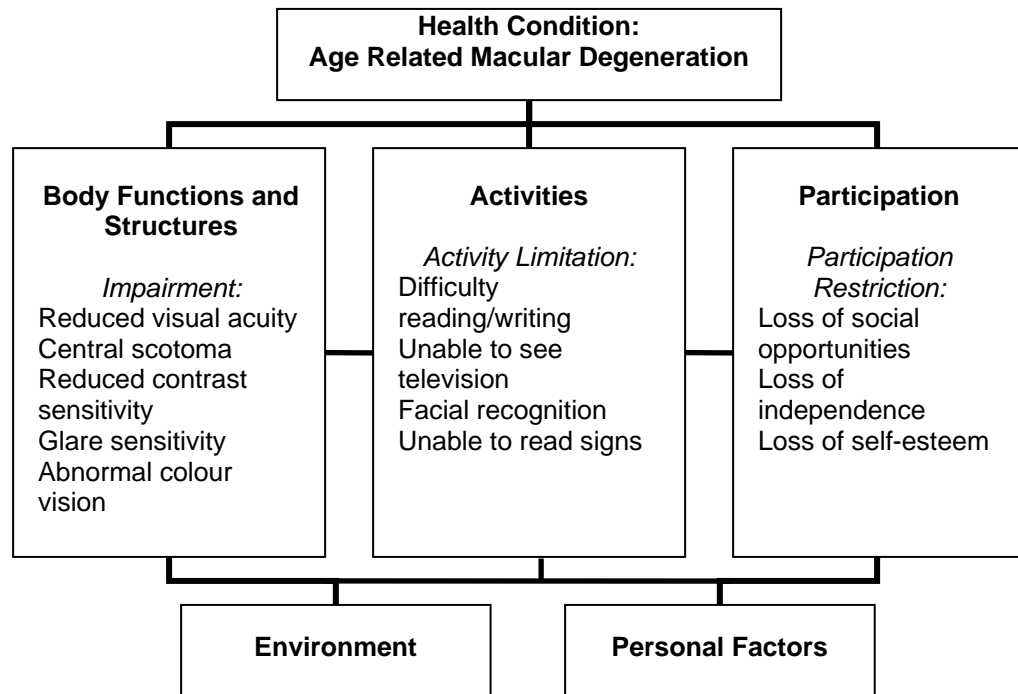 Health Condition:
Age Related Macular Degeneration
Body Functions and
Structures
Impairment:
Reduced visual acuity
Central scotoma
Reduced contrast
sensitivity
Glare sensitivity
Abnormal colour
vision
Activities
Activity Limitation:
Difficulty
reading/writing
Unable to see
television
Facial recognition
Unable to read signs
Participation
Participation
Restriction:
Loss of social
opportunities
Loss of
independence
Loss of self-esteem
Environment
Personal Factors